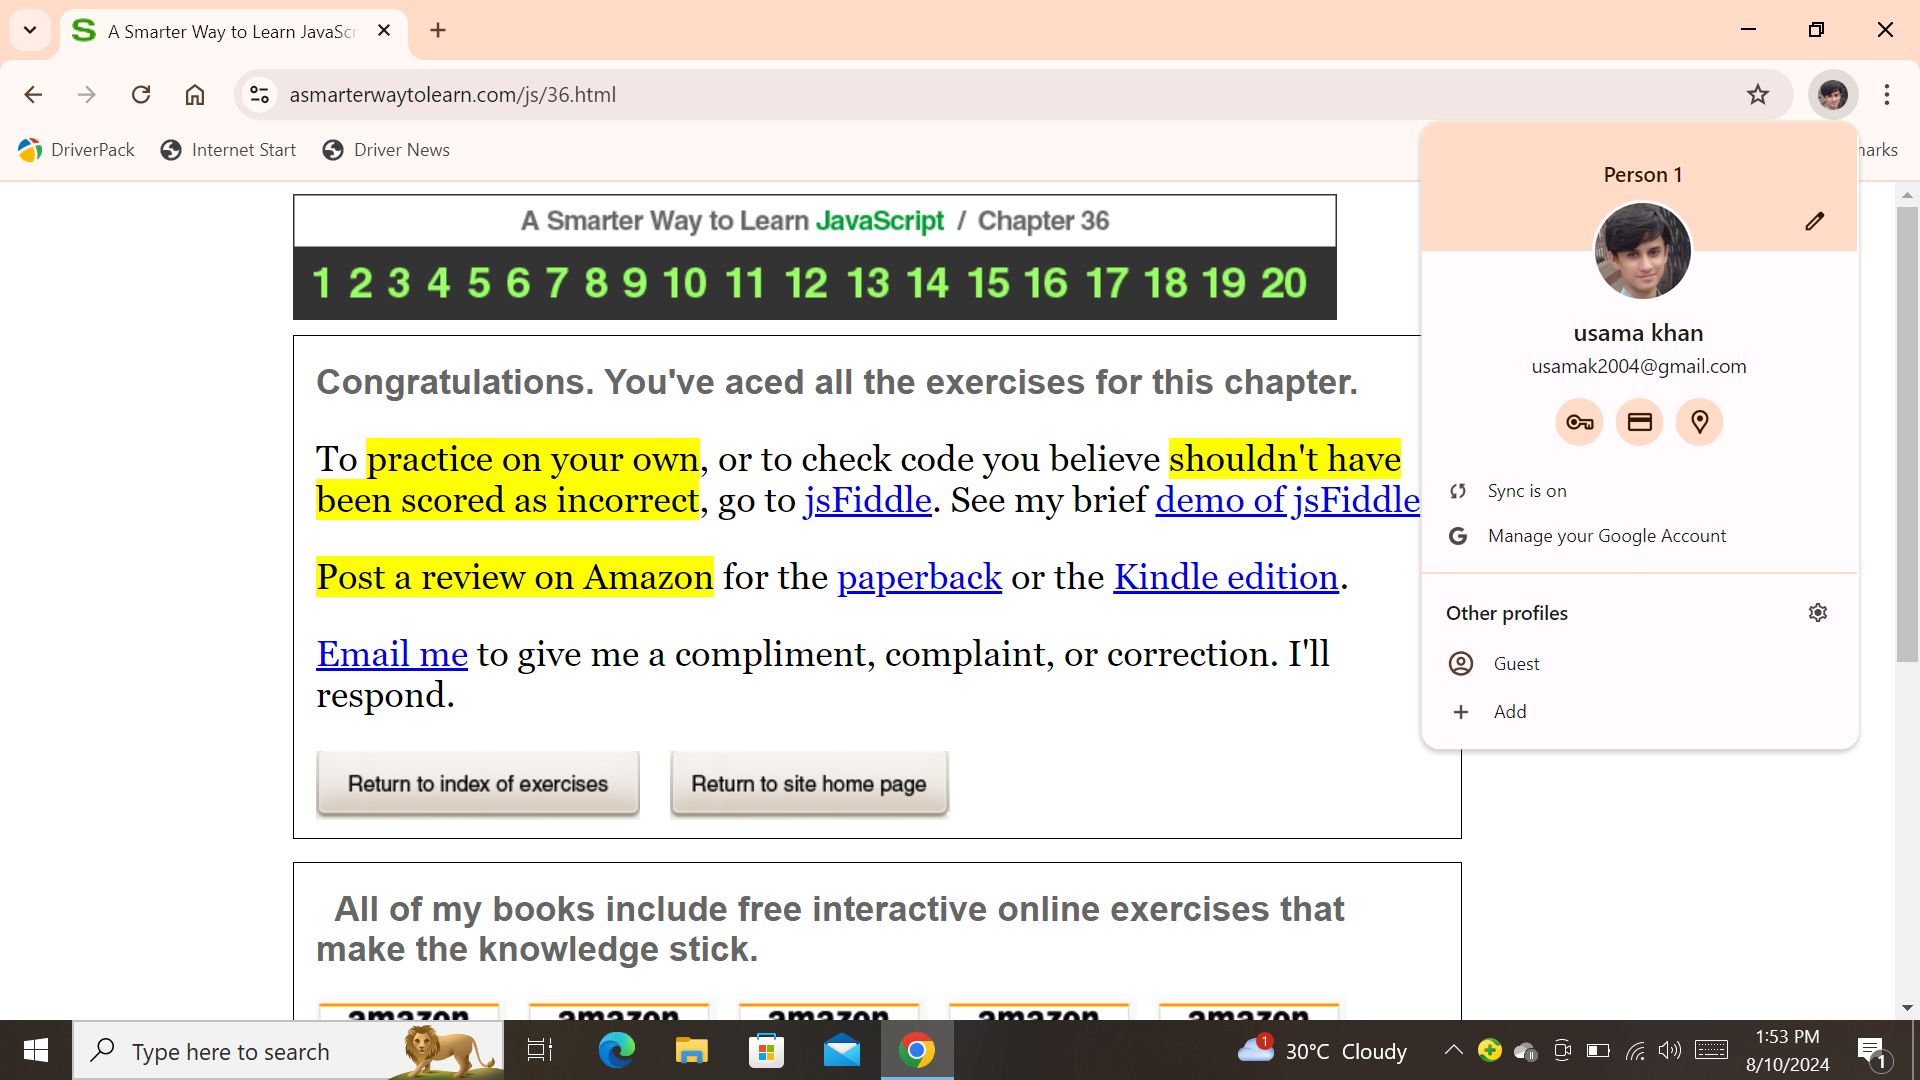 A Smarter Way to Learn JavaScr
asmarterwaytolearn.com/js/36.html
DriverPack
Internet Start
Driver News
A Smarter Way to Learn JavaScript / Chapter 36
1 2 3 4 5 6 7 8 9 10 11 12 13 14 15 16 17 18 19 20
Congratulations. You've aced all the exercises for this chapter.
To practice on your own, or to check code you believe shouldn't have
been scored as incorrect, go to jsFiddle. See my brief demo of jsFiddle
Post a review on Amazon for the paperback or the Kindle edition.
Email me to give me a compliment, complaint, or correction. I'll
respond.
Return to index of exercises
Return to site home page
All of my books include free interactive online exercises that
make the knowledge stick.
amazon amazon amazon amazon amazon
Person 1
usama khan
usamak2004@gmail.com
Sync is on
Manage your Google Account
Other profiles
Guest
Add
Type here to search
1
30°C Cloudy
1:53 PM
8/10/2024
1